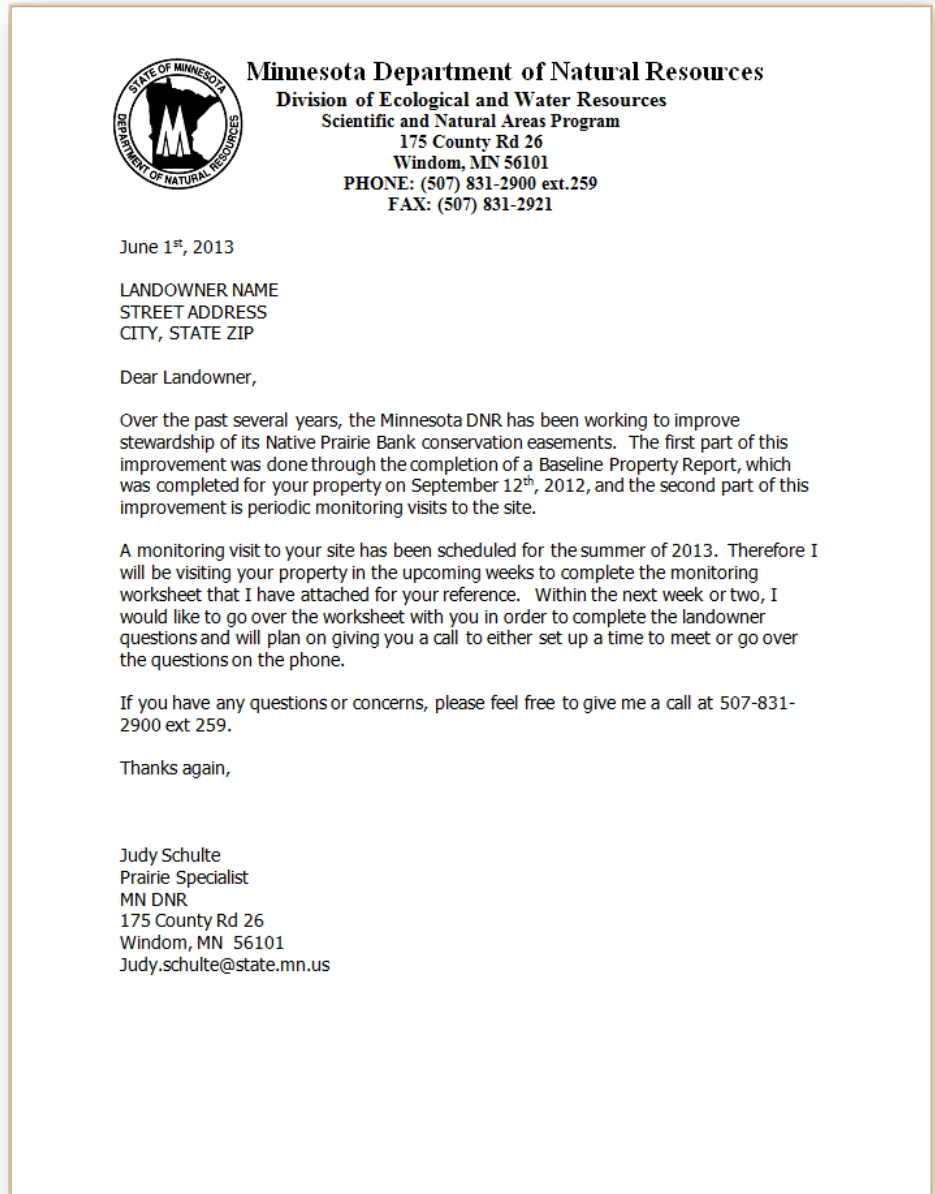 STATE OF MINNESOTA
DEPARTMENT OF NATURAL RESOURCES
M
Minnesota Department of Natural Resources
Division of Ecological and Water Resources
Scientific and Natural Areas Program
175 County Rd 26
Windom, MN 56101
PHONE: (507) 831-2900 ext.259
FAX: (507) 831-2921
June 1st, 2013
LANDOWNER NAME
STREET ADDRESS
CITY, STATE ZIP
Dear Landowner,
Over the past several years, the Minnesota DNR has been working to improve
stewardship of its Native Prairie Bank conservation easements. The first part of this
improvement was done through the completion of a Baseline Property Report, which
was completed for your property on September 12th, 2012, and the second part of this
improvement is periodic monitoring visits to the site.
A monitoring visit to your site has been scheduled for the summer of 2013. Therefore I
will be visiting your property in the upcoming weeks to complete the monitoring
worksheet that I have attached for your reference. Within the next week or two, I
would like to go over the worksheet with you in order to complete the landowner
questions and will plan on giving you a call to either set up a time to meet or go over
the questions on the phone.
If you have any questions or concerns, please feel free to give me a call at 507-831-
2900 ext 259.
Thanks again,
Judy Schulte
Prairie Specialist
MN DNR
175 County Rd 26
Windom, MN 56101
Judy.schulte@state.mn.us